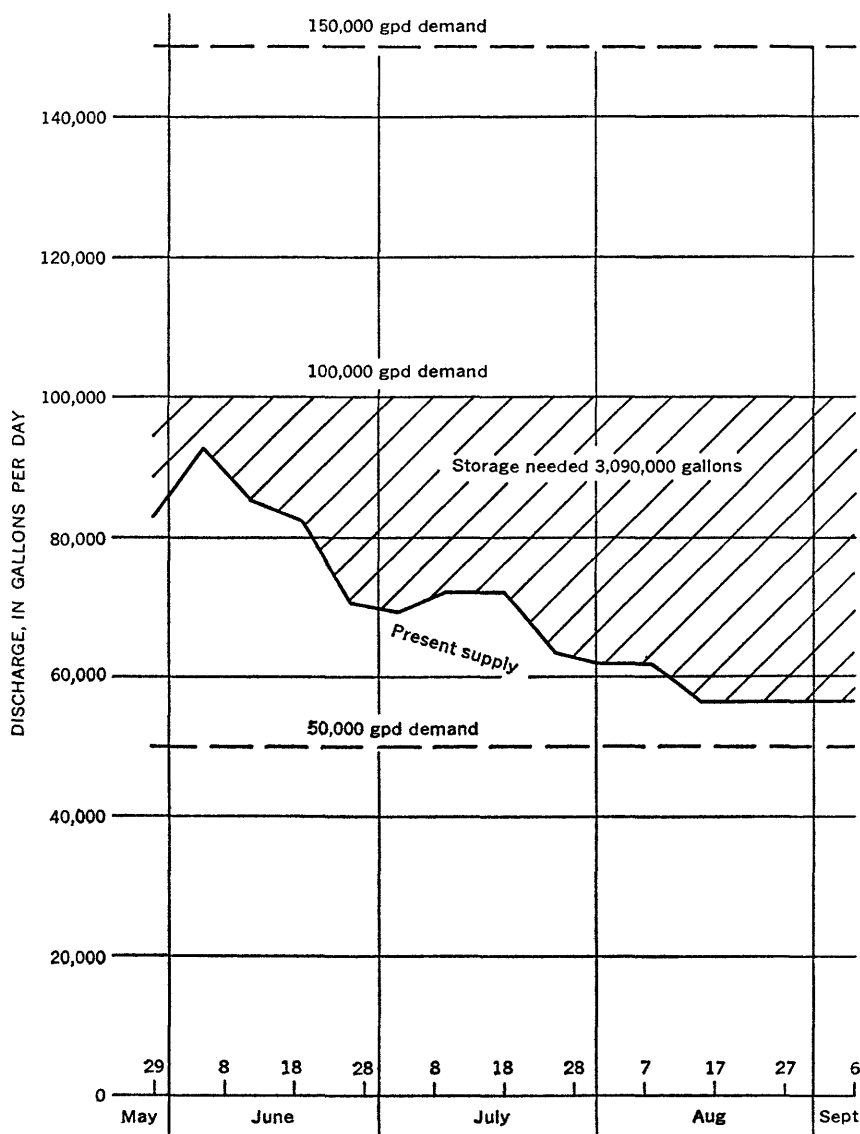 150,000 gpd demand
140,000
120,000
100,000 gpd demand
100,000
Storage needed 3,090,000 gallons
80,000
Present supply
60,000
50,000 gpd demand
40,000
20,000
0
DISCHARGE, IN GALLONS PER DAY
29 8 18 28 8 18 28 7 17 27 6
May June July Aug Sept